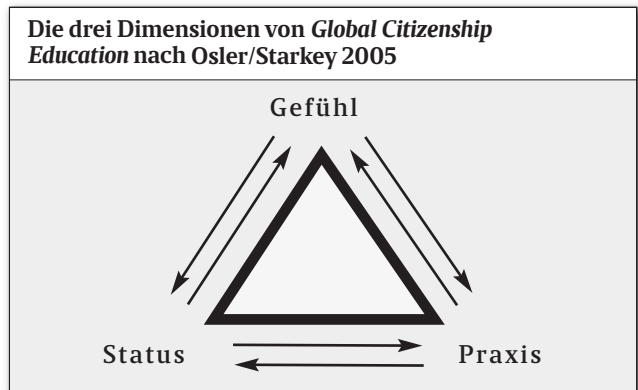 Die drei Dimensionen von Global Citizenship
Education nach Osler/Starkey 2005
Gefühl
Status
Praxis